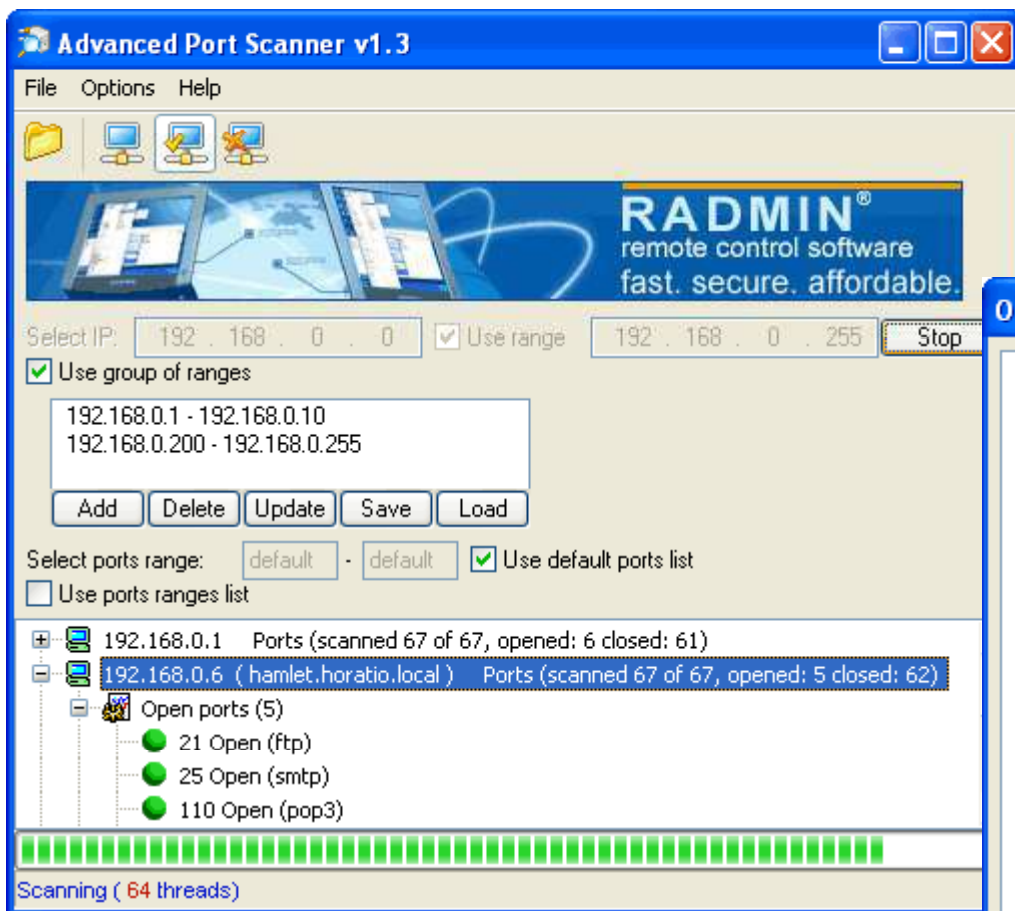 Advanced Port Scanner v1.3
File Options Help
RADMIN®
remote control software
fast. secure. affordable.
Select IP: 192 . 168 . 0 . 0 Use range 192 . 168 . 0 . 255 Stop
Use group of ranges
192.168.0.1 - 192.168.0.10
192.168.0.200 - 192.168.0.255
Add Delete Update Save Load
Select ports range: default - default Use default ports list
Use ports ranges list
192.168.0.1 Ports (scanned 67 of 67, opened: 6 closed: 61)
192.168.0.6 ( hamlet.horatio.local ) Ports (scanned 67 of 67, opened: 5 closed: 62)
Open ports (5)
21 Open (ftp)
25 Open (smtp)
110 Open (pop3)
Scanning ( 64 threads)